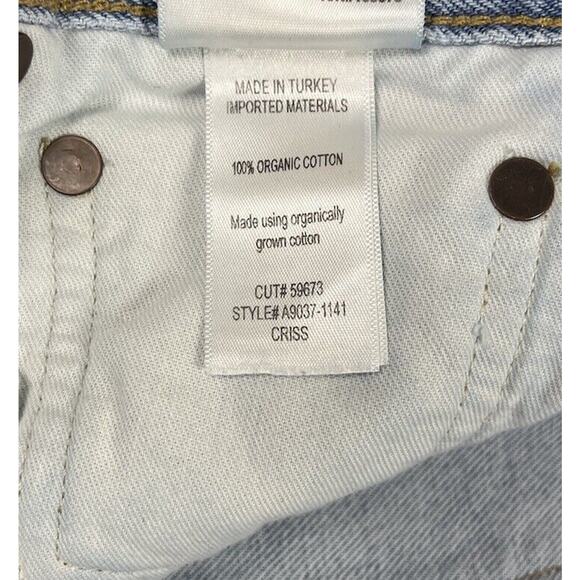 MADE IN TURKEY
IMPORTED MATERIALS
100% ORGANIC COTTON
Made using organically
grown cotton
CUT# 59673
STYLE# A9037-1141
CRISS